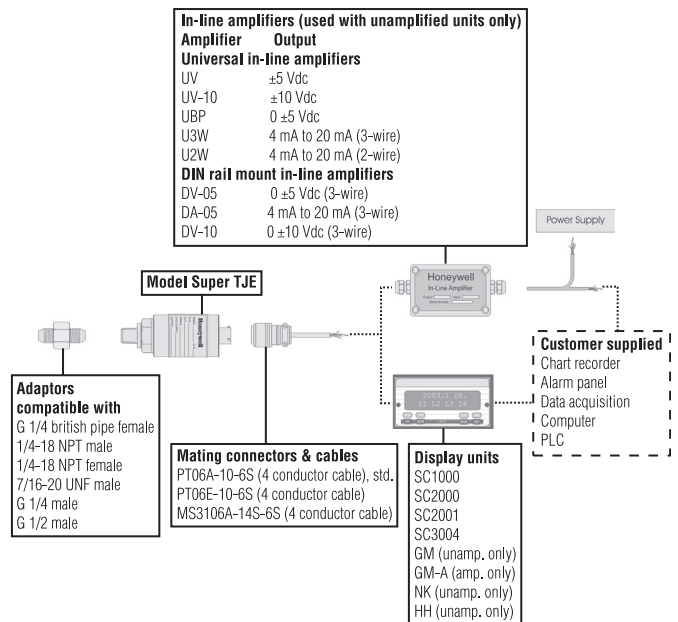 In-line amplifiers (used with unamplified units only)
Amplifier Output
Universal in-line amplifiers
UV ±5 Vdc
UV-10 ±10 Vdc
UBP 0 ±5 Vdc
U3W 4 mA to 20 mA (3-wire)
U2W 4 mA to 20 mA (2-wire)
DIN rail mount in-line amplifiers
DV-05 0 ±5 Vdc (3-wire)
DA-05 4 mA to 20 mA (3-wire)
DV-10 0 ±10 Vdc (3-wire)
Power Supply
Honeywell
In-Line Amplifier
Model Super TJE
Honeywell
Adaptors
compatible with
G 1/4 british pipe female
1/4-18 NPT male
1/4-18 NPT female
7/16-20 UNF male
G 1/4 male
G 1/2 male
Mating connectors & cables
PT06A-10-6S (4 conductor cable), std.
PT06E-10-6S (4 conductor cable)
MS3106A-14S-6S (4 conductor cable)
2003.1 lb.
L1 L2 L3 L4
Display units
SC1000
SC2000
SC2001
SC3004
GM (unamp. only)
GM-A (amp. only)
NK (unamp. only)
HH (unamp. only)
Customer supplied
Chart recorder
Alarm panel
Data acquisition
Computer
PLC